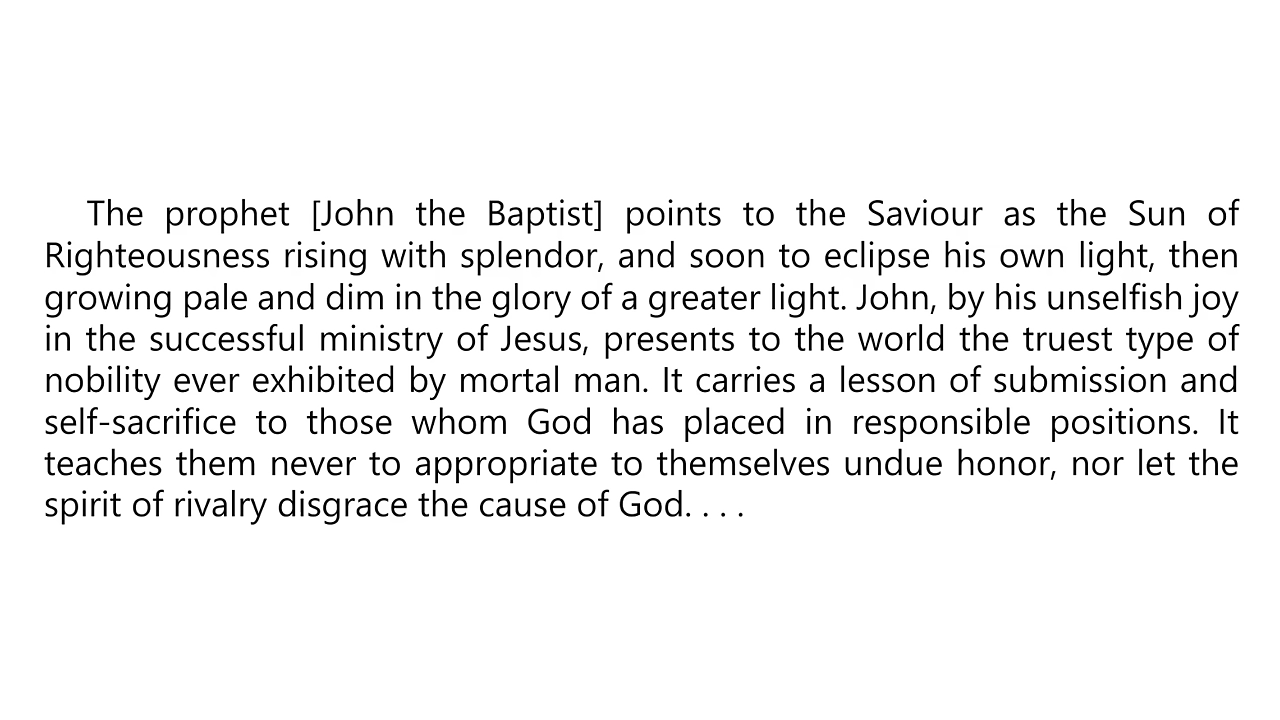 The prophet [John the Baptist] points to the Saviour as the Sun of
Righteousness rising with splendor, and soon to eclipse his own light, then
growing pale and dim in the glory of a greater light. John, by his unselfish joy
in the successful ministry of Jesus, presents to the world the truest type of
nobility ever exhibited by mortal man. It carries a lesson of submission and
self-sacrifice to those whom God has placed in responsible positions. It
teaches them never to appropriate to themselves undue honor, nor let the
spirit of rivalry disgrace the cause of God. . . .